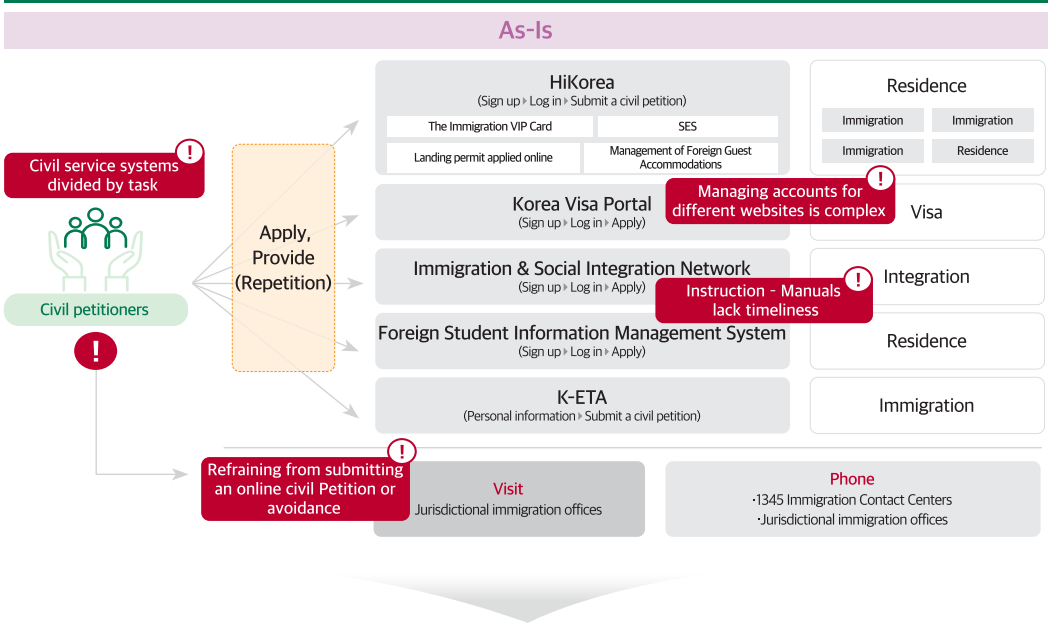 As-Is
Civil service systems
divided by task
!
Civil petitioners
!
Apply,
Provide
(Repetition)
HiKorea
(Sign up ▸ Log in ▸ Submit a civil petition)
The Immigration VIP Card
SES
Landing permit applied online
Management of Foreign Guest
Accommodations
Residence
Immigration
Immigration
Immigration
Residence
Korea Visa Portal
(Sign up ▸ Log in ▸ Apply)
Managing accounts for
different websites is complex
!
Visa
Immigration & Social Integration Network
(Sign up ▸ Log in ▸ Apply)
Instruction - Manuals
lack timeliness
!
Integration
Foreign Student Information Management System
(Sign up ▸ Log in ▸ Apply)
Residence
K-ETA
(Personal information ▸ Submit a civil petition)
Immigration
Refraining from submitting
an online civil Petition or
avoidance
!
Visit
Jurisdictional immigration offices
Phone
·1345 Immigration Contact Centers
·Jurisdictional immigration offices